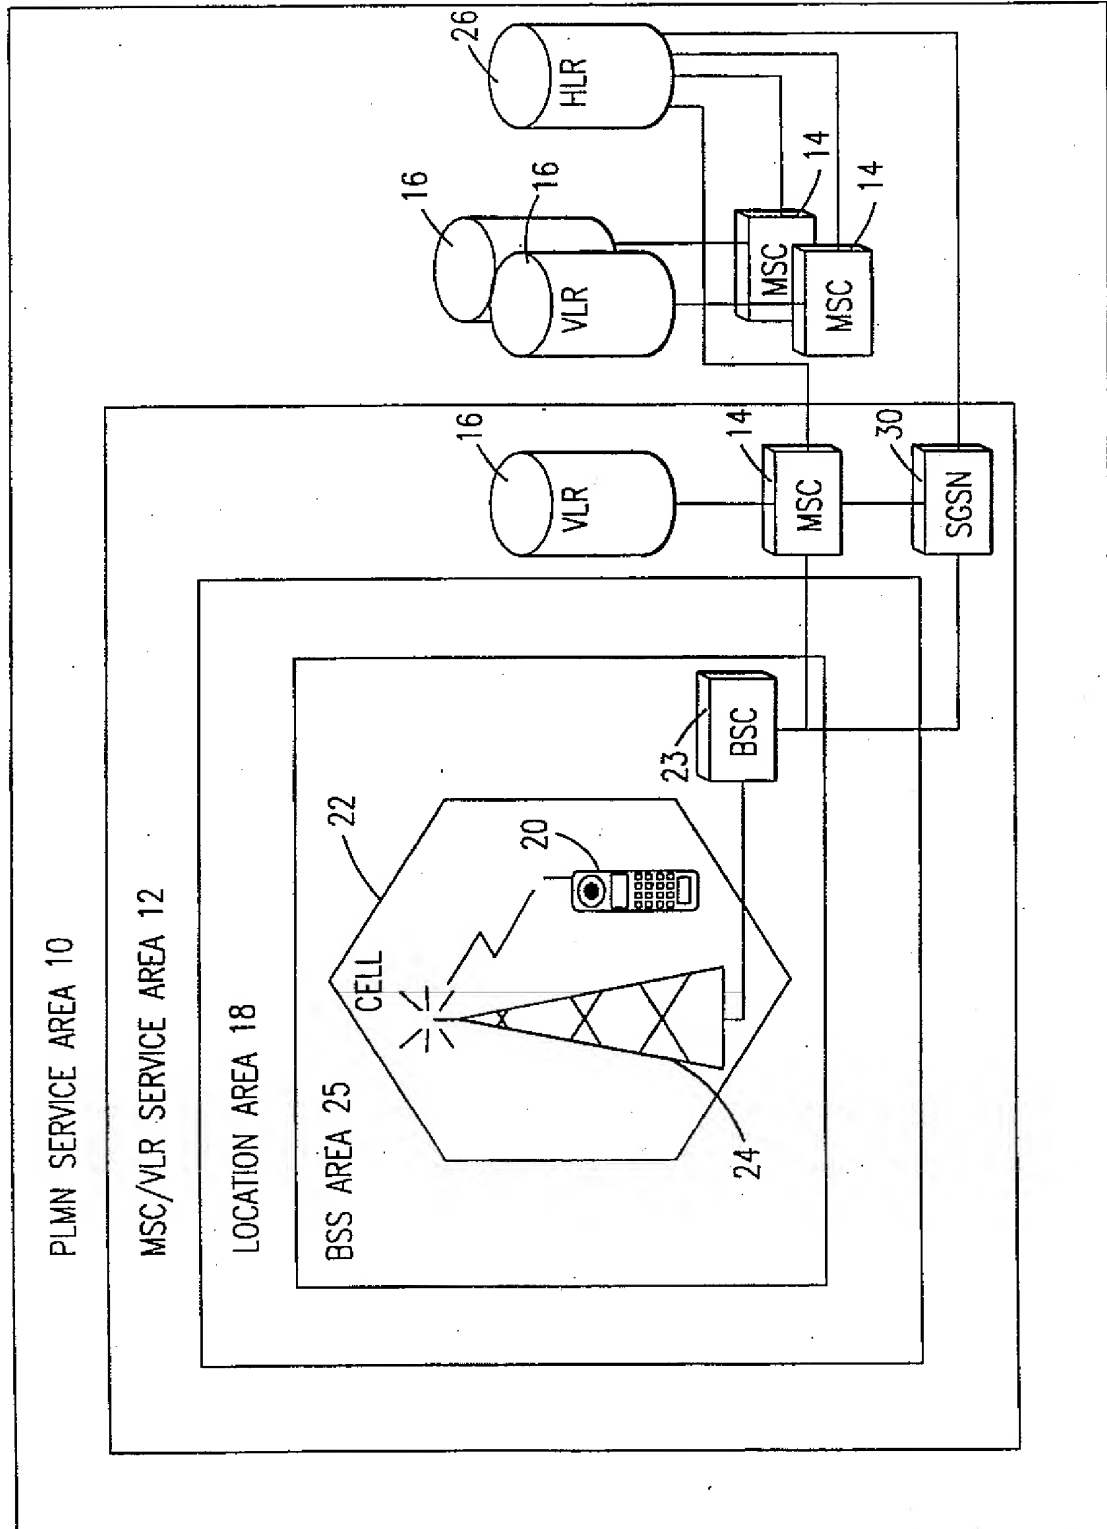 PLMN SERVICE AREA 10
MSC/VLR SERVICE AREA 12
LOCATION AREA 18
BSS AREA 25
CELL
22
20
24
23
BSC
16
VLR
14
MSC
30
SGSN
16
16
VLR
14
MSC
14
MSC
26
HLR